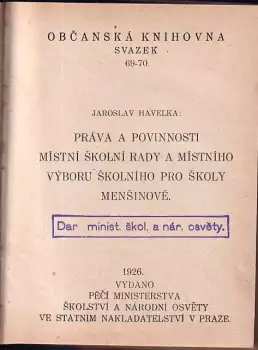 OBČANSKÁ KNIHOVNA
SVAZEK
69-70.
JAROSLAV HAVELKA:
PRÁVA A POVINNOSTI
MÍSTNÍ ŠKOLNÍ RADY A MÍSTNÍHO
VÝBORU ŠKOLNÍHO PRO ŠKOLY
MENŠINOVÉ.
Dar minist. škol. a nár. osvěty.
1926.
VYDÁNO
PÉČÍ MINISTERSTVA
ŠKOLSTVÍ A NÁRODNÍ OSVĚTY
VE STÁTNÍM NAKLADATELSTVÍ V PRAZE.